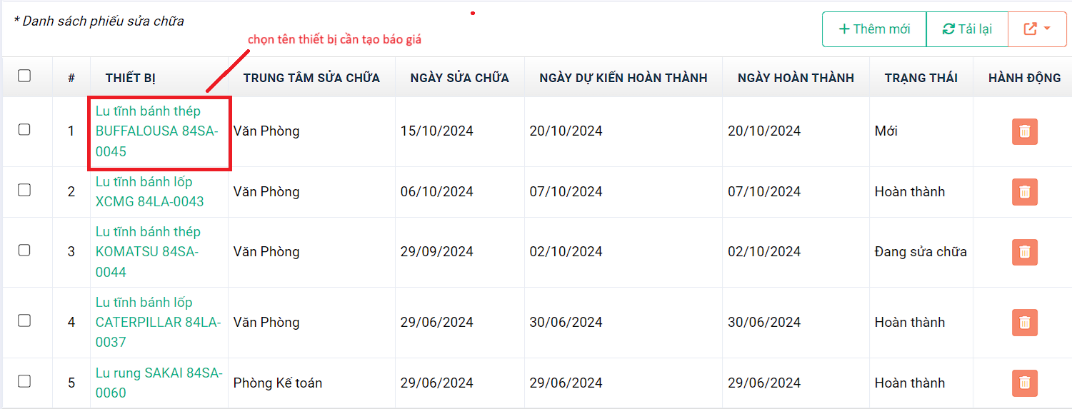 * Danh sách phiếu sửa chữa
chọn tên thiết bị cần tạo báo giá
Thêm mới
Tải lại
# THIẾT BỊ TRUNG TÂM SỬA CHỮA NGÀY SỬA CHỮA NGÀY DỰ KIẾN HOÀN THÀNH NGÀY HOÀN THÀNH TRẠNG THÁI HÀNH ĐỘNG
Lu tĩnh bánh thép
1 BUFFALOUSA 84SA- Văn Phòng 15/10/2024 20/10/2024 20/10/2024 Mới
0045
Lu tĩnh bánh lốp
2 Văn Phòng 06/10/2024 07/10/2024 07/10/2024 Hoàn thành
XCMG 84LA-0043
Lu tĩnh bánh thép
3 KOMATSU 84SA- Văn Phòng 29/09/2024 02/10/2024 02/10/2024 Đang sửa chữa
0044
Lu tĩnh bánh lốp
4 CATERPILLAR 84LA- Văn Phòng 29/06/2024 30/06/2024 30/06/2024 Hoàn thành
0037
Lu rung SAKAI 84SA-
5 Phòng Kế toán 29/06/2024 29/06/2024 29/06/2024 Hoàn thành
0060